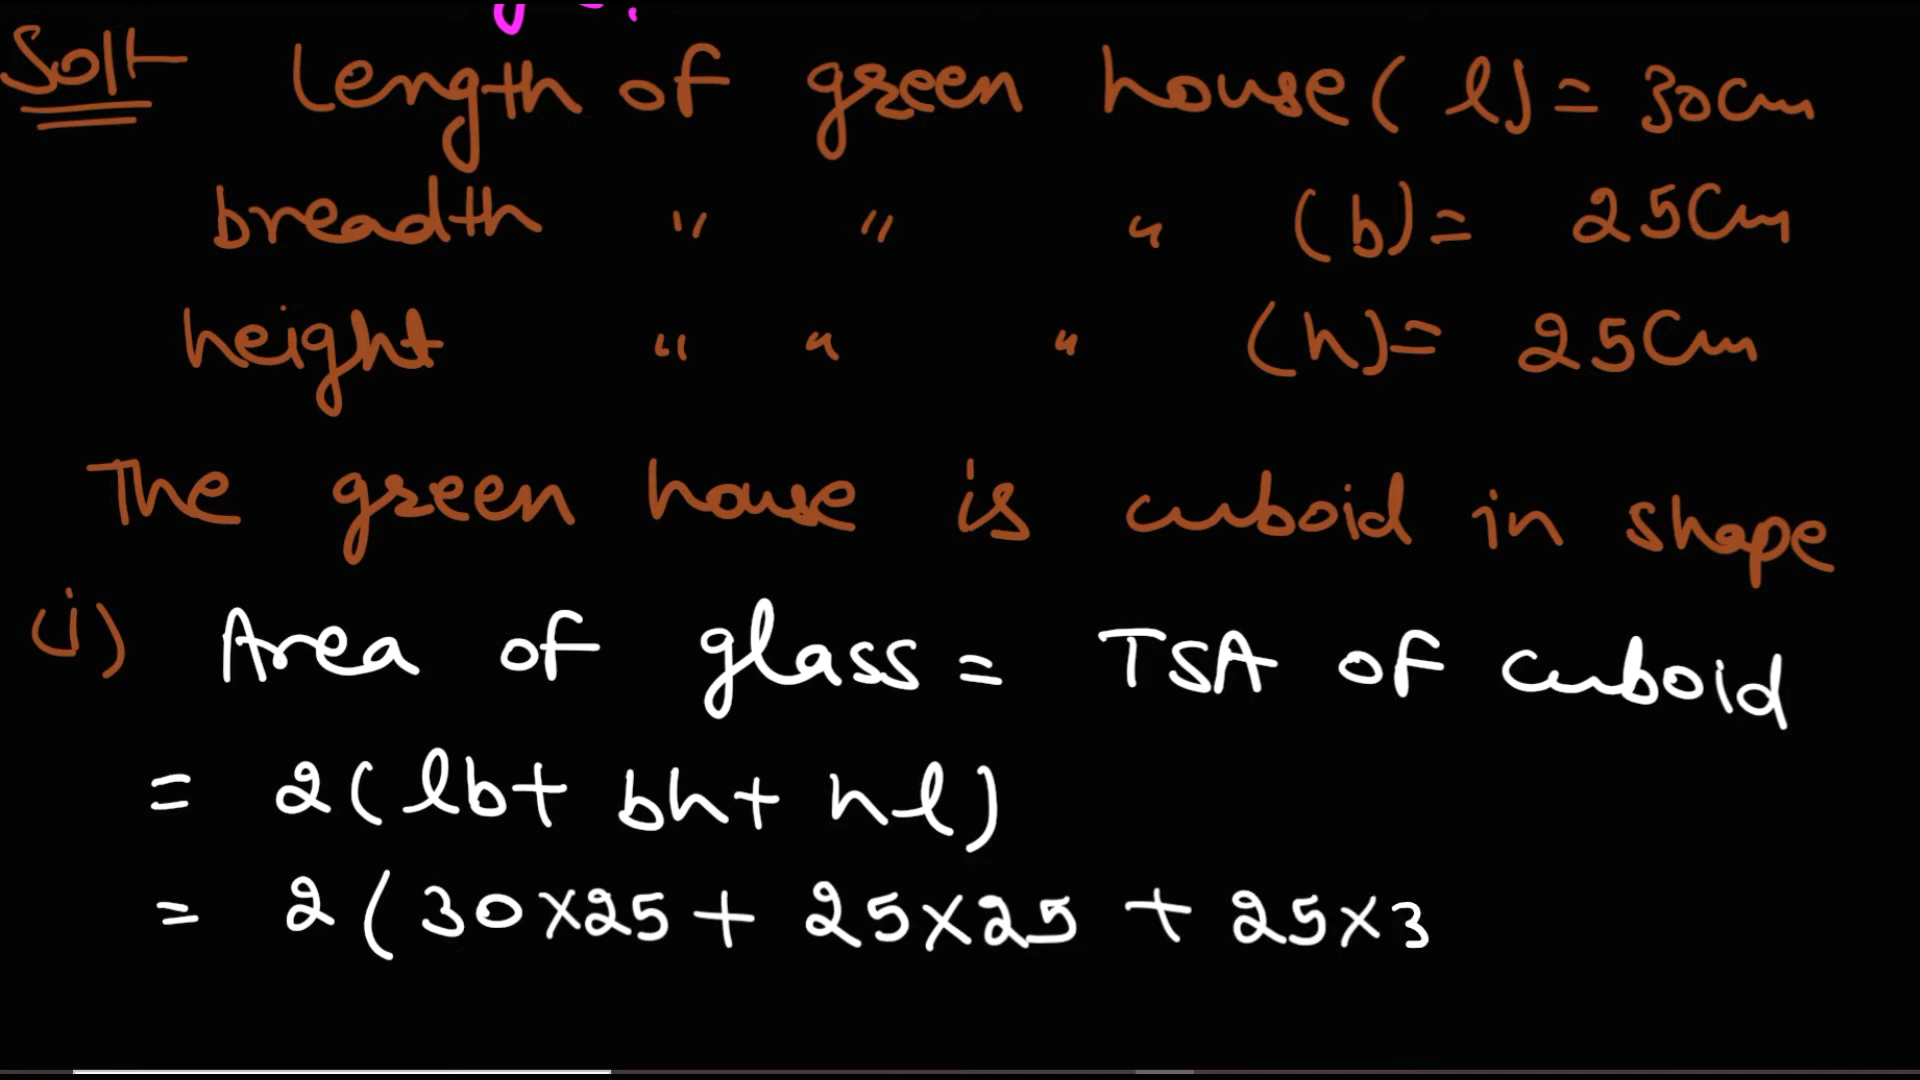 Sol:-
Length of green house (l) = 30cm
breadth " " " (b) = 25cm
height " " " (h) = 25cm
The green house is cuboid in shape
(i) Area of glass = TSA of cuboid
= 2(lb + bh + hl)
= 2(30×25 + 25×25 + 25×3